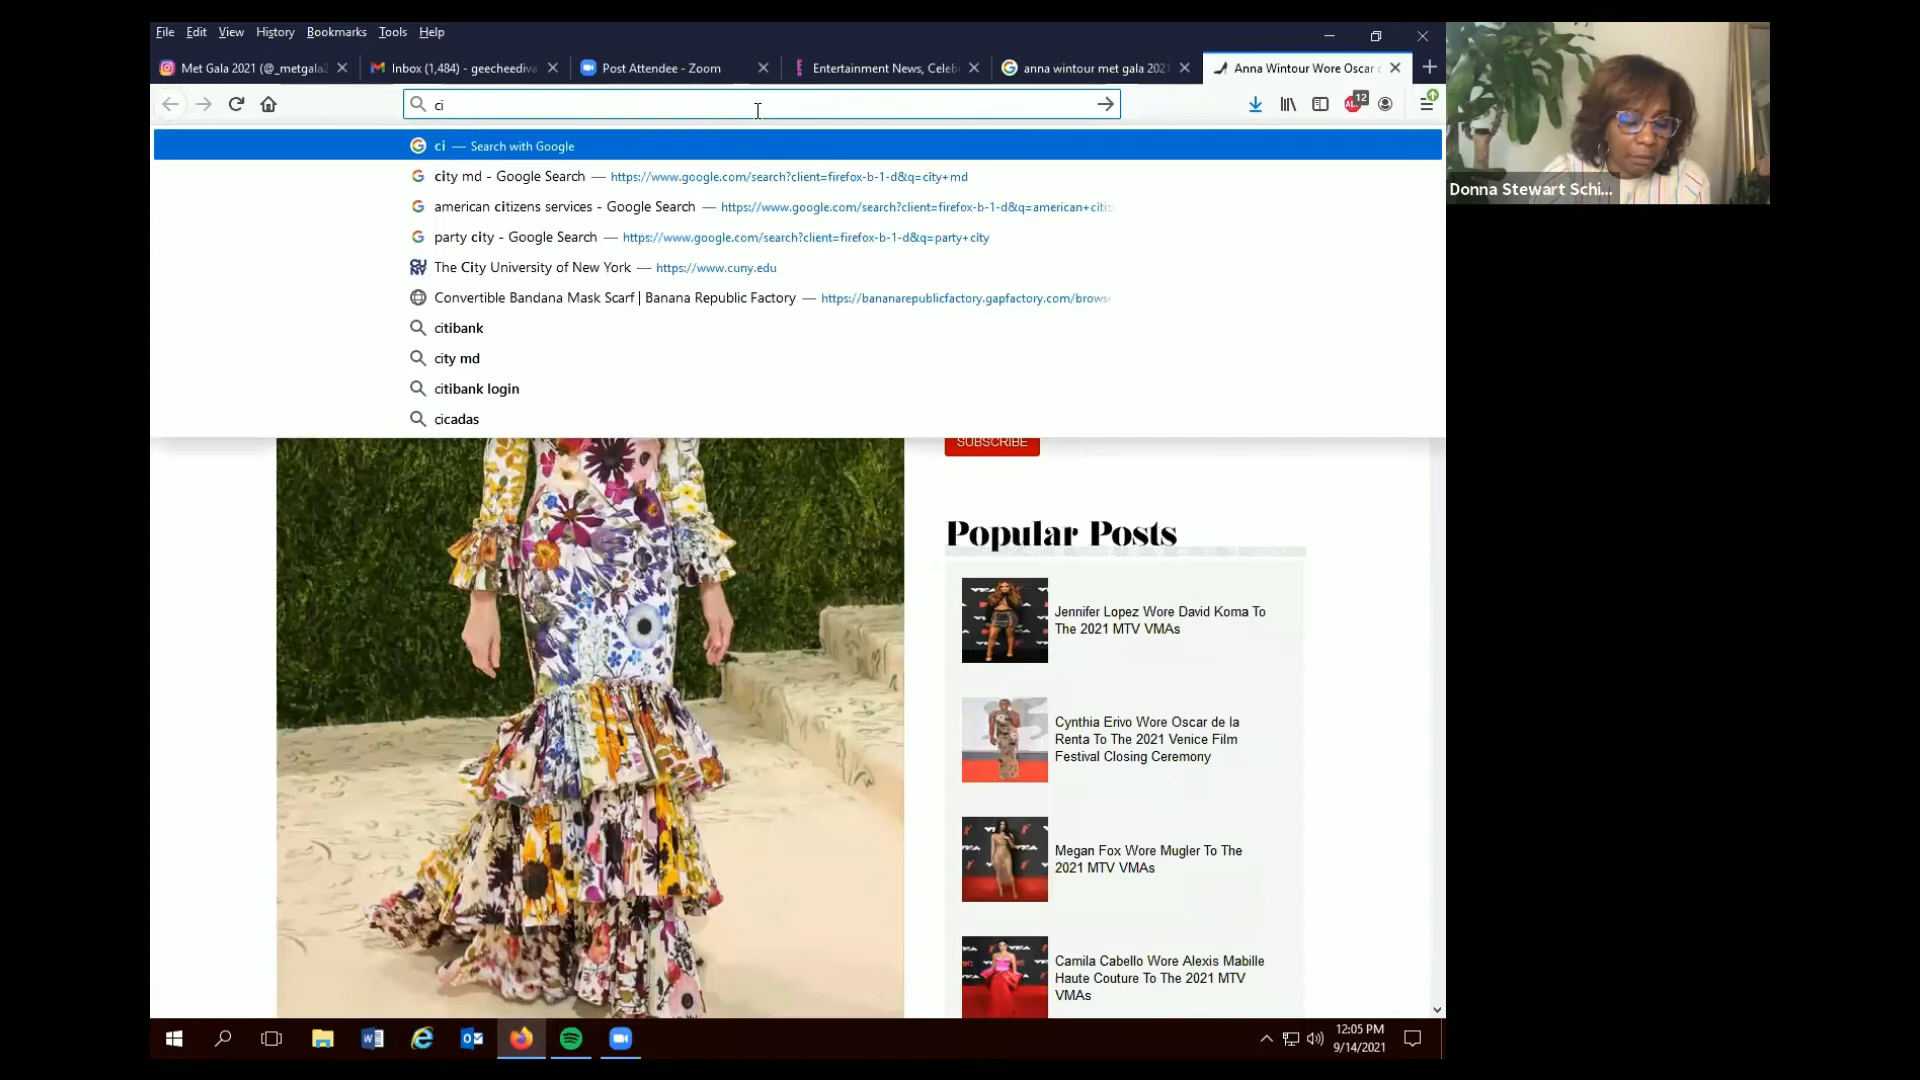 File Edit View History Bookmarks Tools Help
Met Gala 2021 (@_metgala2
Inbox (1,484) - geecheediva
Post Attendee - Zoom
Entertainment News, Celeb
anna wintour met gala 2021
Anna Wintour Wore Oscar
ci
12
ci — Search with Google
city md - Google Search — https://www.google.com/search?client=firefox-b-1-d&q=city+md
american citizens services - Google Search — https://www.google.com/search?client=firefox-b-1-d&q=american+citiz
party city - Google Search — https://www.google.com/search?client=firefox-b-1-d&q=party+city
The City University of New York — https://www.cuny.edu
Convertible Bandana Mask Scarf | Banana Republic Factory — https://bananarepublicfactory.gapfactory.com/brows
citibank
city md
citibank login
cicadas
SUBSCRIBE
Popular Posts
Jennifer Lopez Wore David Koma To
The 2021 MTV VMAs
Cynthia Erivo Wore Oscar de la
Renta To The 2021 Venice Film
Festival Closing Ceremony
Megan Fox Wore Mugler To The
2021 MTV VMAs
Camila Cabello Wore Alexis Mabille
Haute Couture To The 2021 MTV
VMAs
12:05 PM
9/14/2021
Donna Stewart Schi...